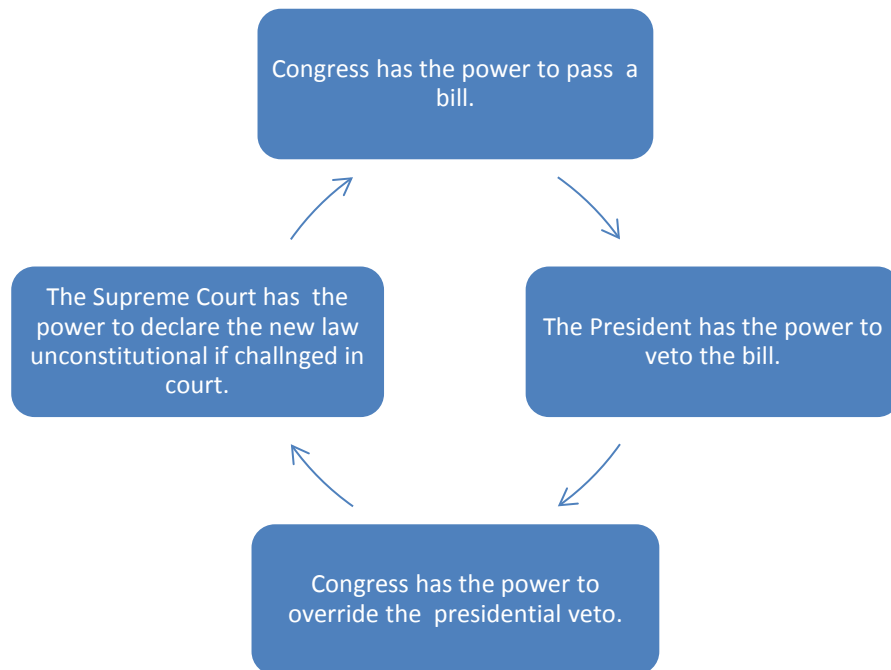 Congress has the power to pass a
bill.
The President has the power to
veto the bill.
Congress has the power to
override the presidential veto.
The Supreme Court has the
power to declare the new law
unconstitutional if challnged in
court.